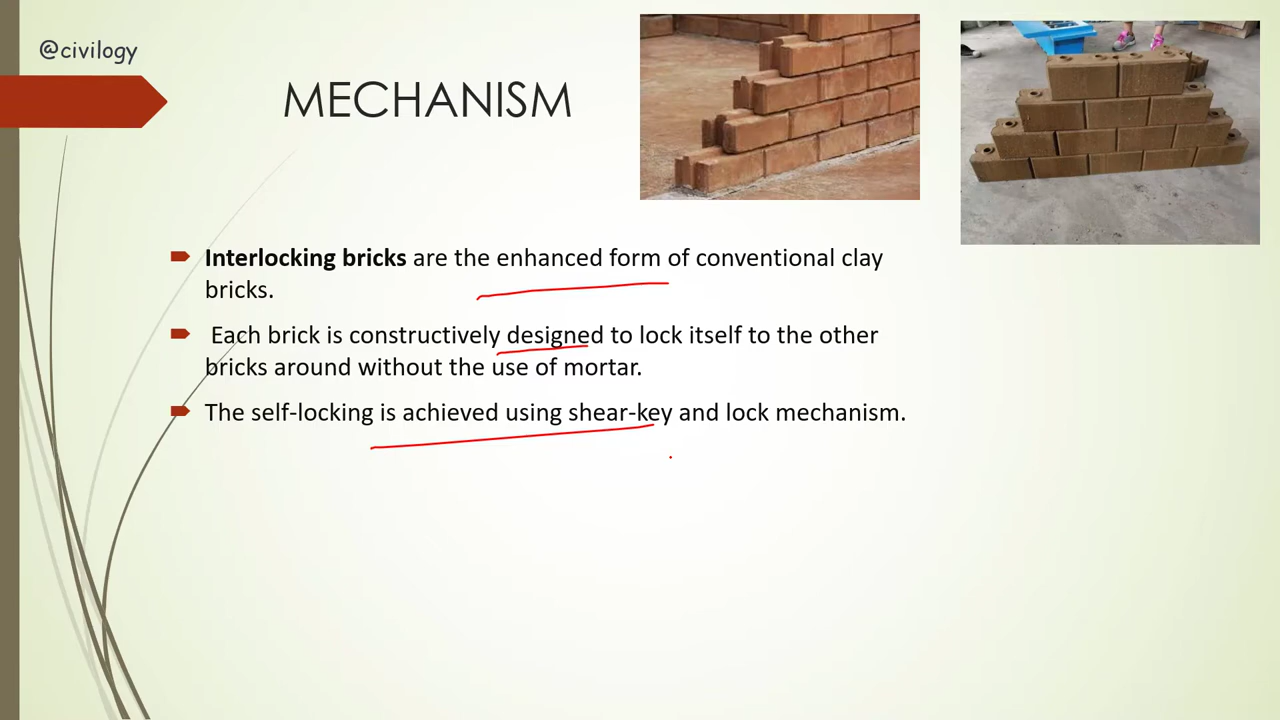 @civilogy
MECHANISM
Interlocking bricks are the enhanced form of conventional clay
bricks.
Each brick is constructively designed to lock itself to the other
bricks around without the use of mortar.
The self-locking is achieved using shear-key and lock mechanism.